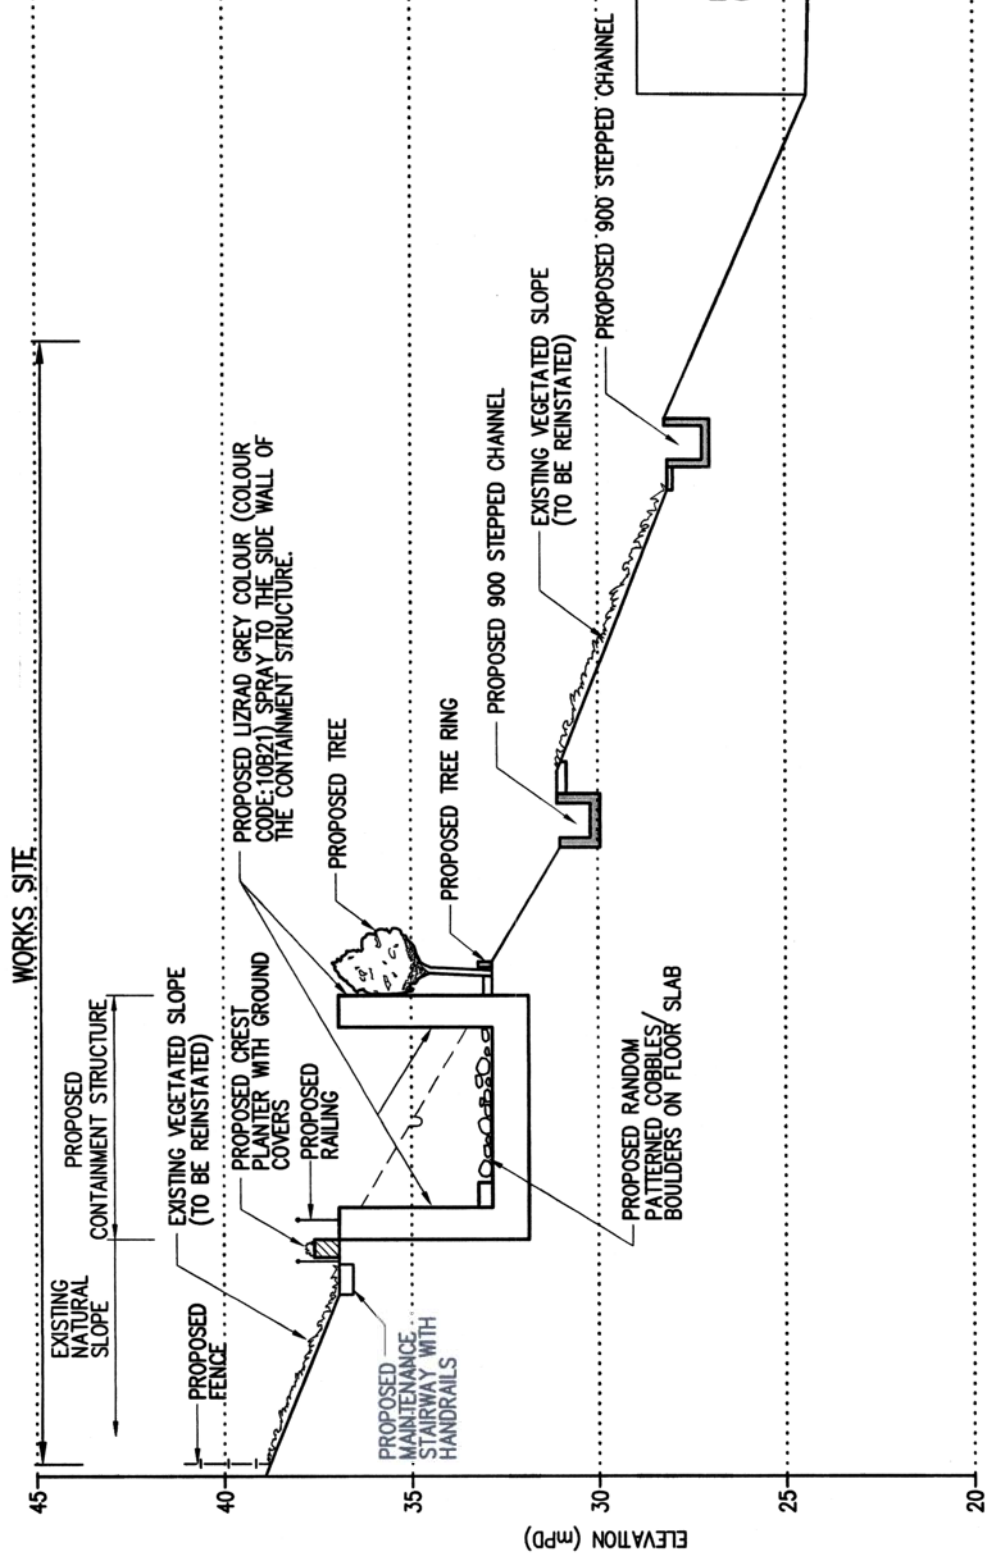 WORKS SITE
EXISTING
NATURAL
SLOPE
PROPOSED
CONTAINMENT STRUCTURE
PROPOSED
FENCE
EXISTING VEGETATED SLOPE
(TO BE REINSTATED)
PROPOSED CREST
PLANTER WITH GROUND
COVERS
PROPOSED
RAILING
PROPOSED LIZRAD GREY COLOUR (COLOUR
CODE:10B21) SPRAY TO THE SIDE WALL OF
THE CONTAINMENT STRUCTURE.
PROPOSED TREE
PROPOSED TREE RING
PROPOSED 900 STEPPED CHANNEL
EXISTING VEGETATED SLOPE
(TO BE REINSTATED)
PROPOSED 900 STEPPED CHANNEL
PROPOSED
MAINTENANCE
STAIRWAY WITH
HANDRAILS
PROPOSED RANDOM
PATTERNED COBBLES/
BOULDERS ON FLOOR SLAB
ELEVATION (mPD)
45
40
35
30
25
20